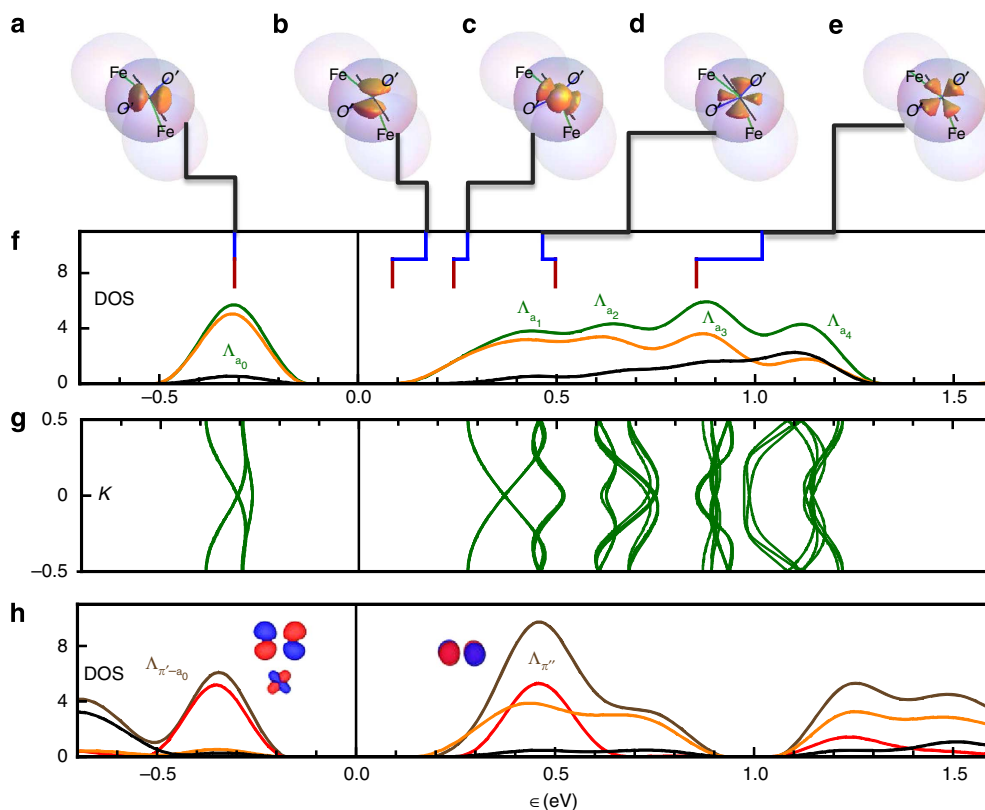 a b c d e
Fe O′ Fe O′ Fe O′ Fe O′ Fe O′
O′ Fe O′ Fe O Fe O Fe O′ Fe
f
8
DOS
4
0
Λa0 Λa1 Λa2 Λa3 Λa4
−0.5 0.0 0.5 1.0 1.5
g
0.5
0 K
−0.5
h
8
DOS
4
0
Λπ′−a0 Λπ″
−0.5 0.0 0.5 1.0 1.5
∈(eV)